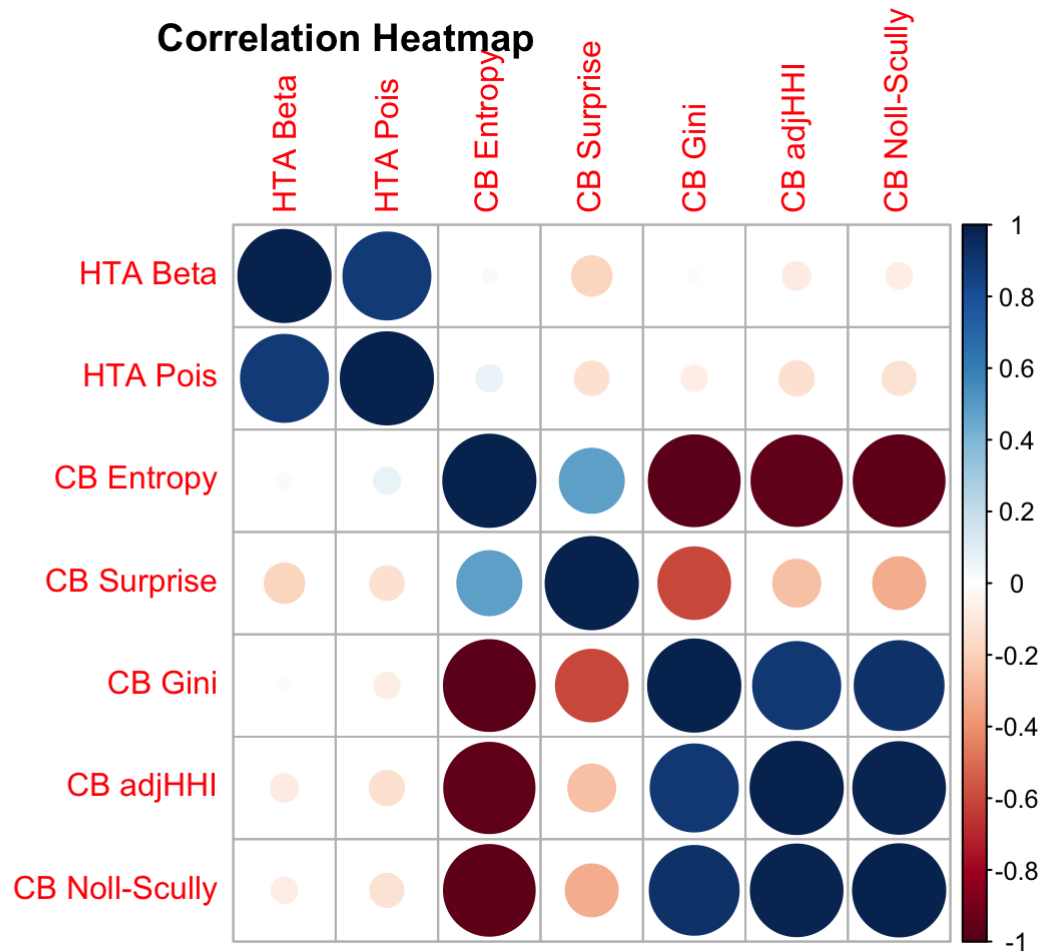 Correlation Heatmap
HTA Beta
HTA Pois
CB Entropy
CB Surprise
CB Gini
CB adjHHI
CB Noll-Scully
HTA Beta
HTA Pois
CB Entropy
CB Surprise
CB Gini
CB adjHHI
CB Noll-Scully
1
0.8
0.6
0.4
0.2
0
-0.2
-0.4
-0.6
-0.8
-1